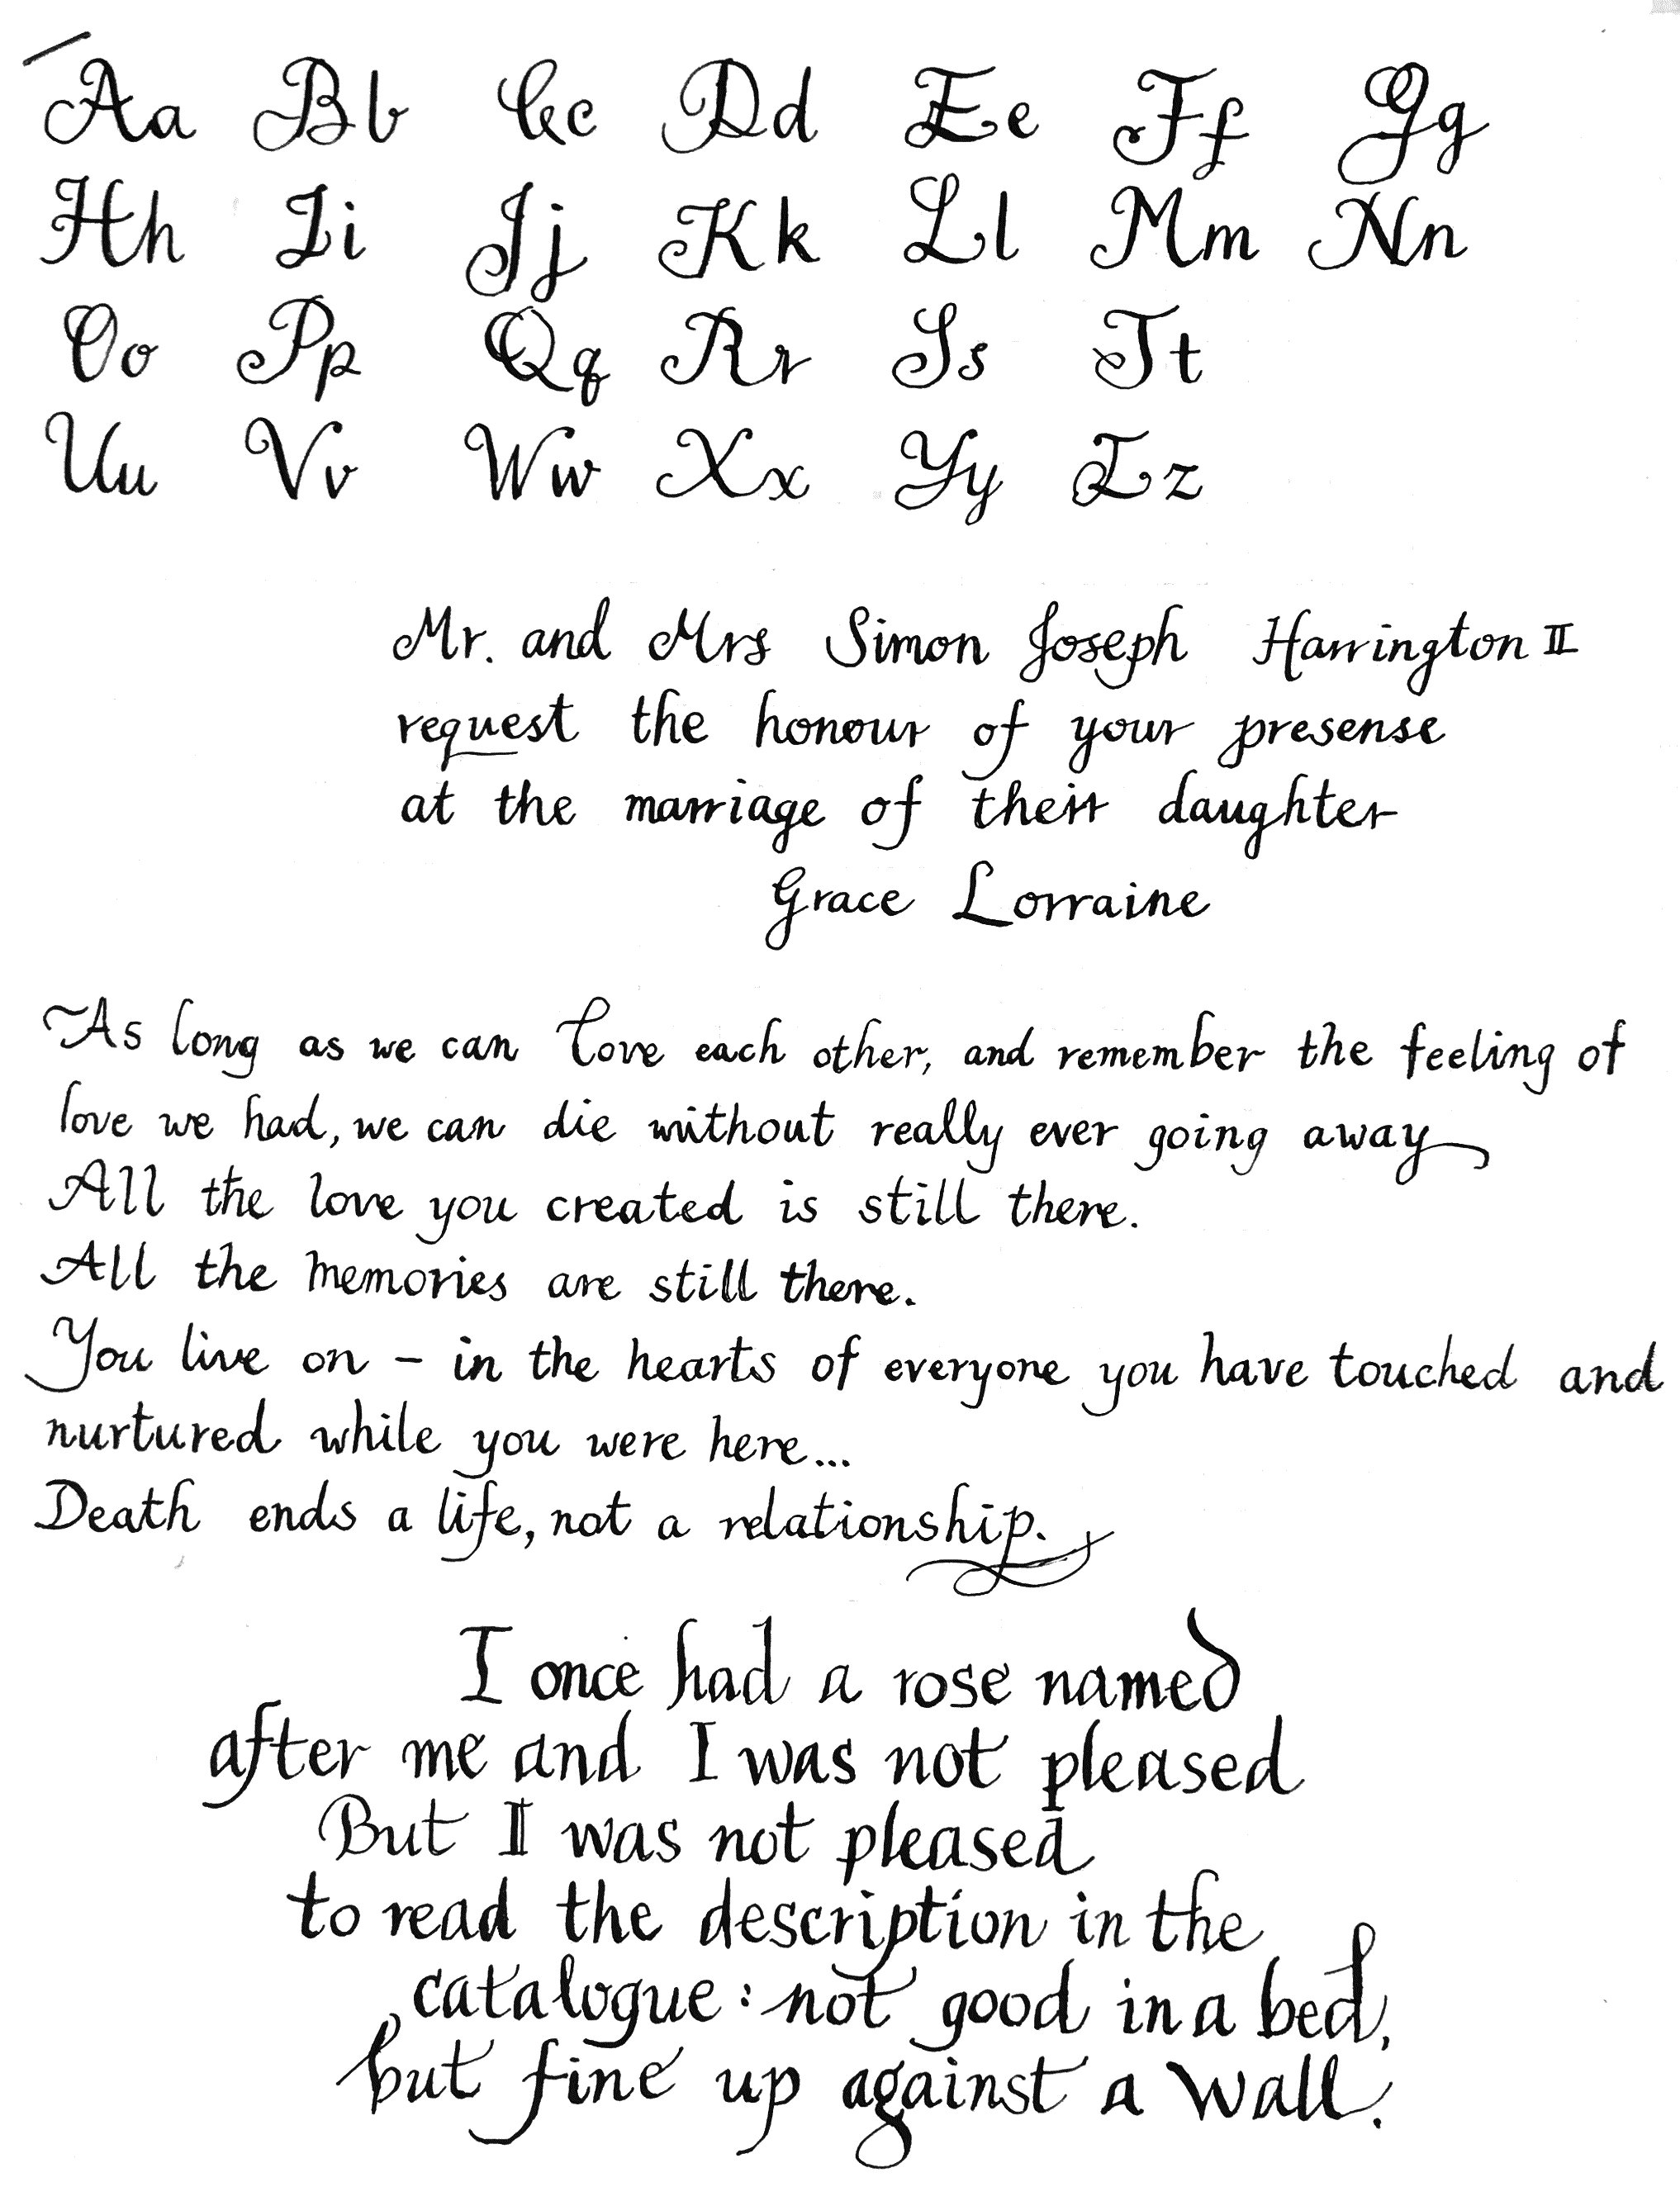 Aa Bb Cc Dd Ee Ff Gg
Hh Ii Jj Kk Ll Mm Nn
Oo Pp Qq Rr Ss Tt
Uu Vv Ww Xx Yy Zz
Mr. and Mrs Simon Joseph Harrington II
request the honour of your presense
at the marriage of their daughter
Grace Lorraine
As long as we can love each other, and remember the feeling of
love we had, we can die without really ever going away
All the love you created is still there.
All the memories are still there.
You live on – in the hearts of everyone you have touched and
nurtured while you were here...
Death ends a life, not a relationship.
I once had a rose named
after me and I was not pleased
But I was not pleased
to read the description in the
catalogue: not good in a bed,
but fine up against a wall.